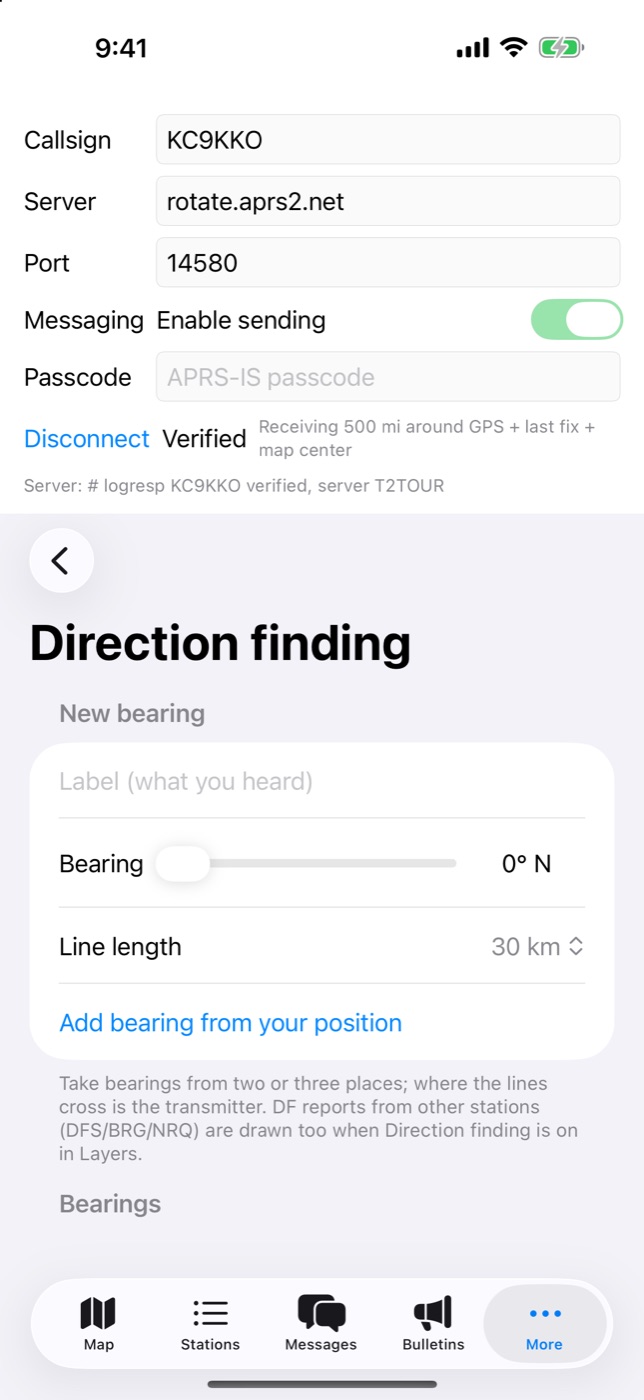 9:41
Callsign KC9KKO
Server rotate.aprs2.net
Port 14580
Messaging Enable sending
Passcode APRS-IS passcode
Disconnect Verified Receiving 500 mi around GPS + last fix +
map center
Server: # logresp KC9KKO verified, server T2TOUR
Direction finding
New bearing
Label (what you heard)
Bearing 0° N
Line length 30 km
Add bearing from your position
Take bearings from two or three places; where the lines
cross is the transmitter. DF reports from other stations
(DFS/BRG/NRQ) are drawn too when Direction finding is on
in Layers.
Bearings
Map Stations Messages Bulletins More